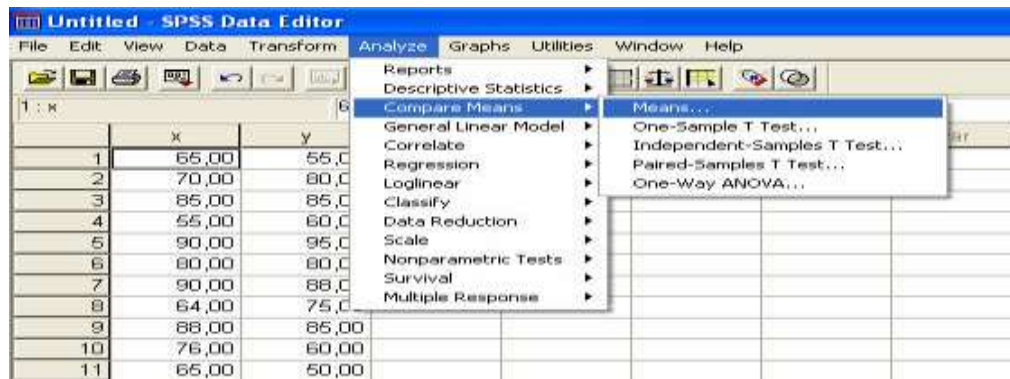 Untitled - SPSS Data Editor
File Edit View Data Transform Analyze Graphs Utilities Window Help
1 : x
x y
1 65,00 55,0
2 70,00 80,0
3 85,00 85,0
4 55,00 60,0
5 90,00 95,0
6 80,00 80,0
7 90,00 88,0
8 64,00 75,0
9 88,00 85,00
10 76,00 60,00
11 65,00 50,00
Reports
Descriptive Statistics
Compare Means
General Linear Model
Correlate
Regression
Loglinear
Classify
Data Reduction
Scale
Nonparametric Tests
Survival
Multiple Response
Means...
One-Sample T Test...
Independent-Samples T Test...
Paired-Samples T Test...
One-Way ANOVA...